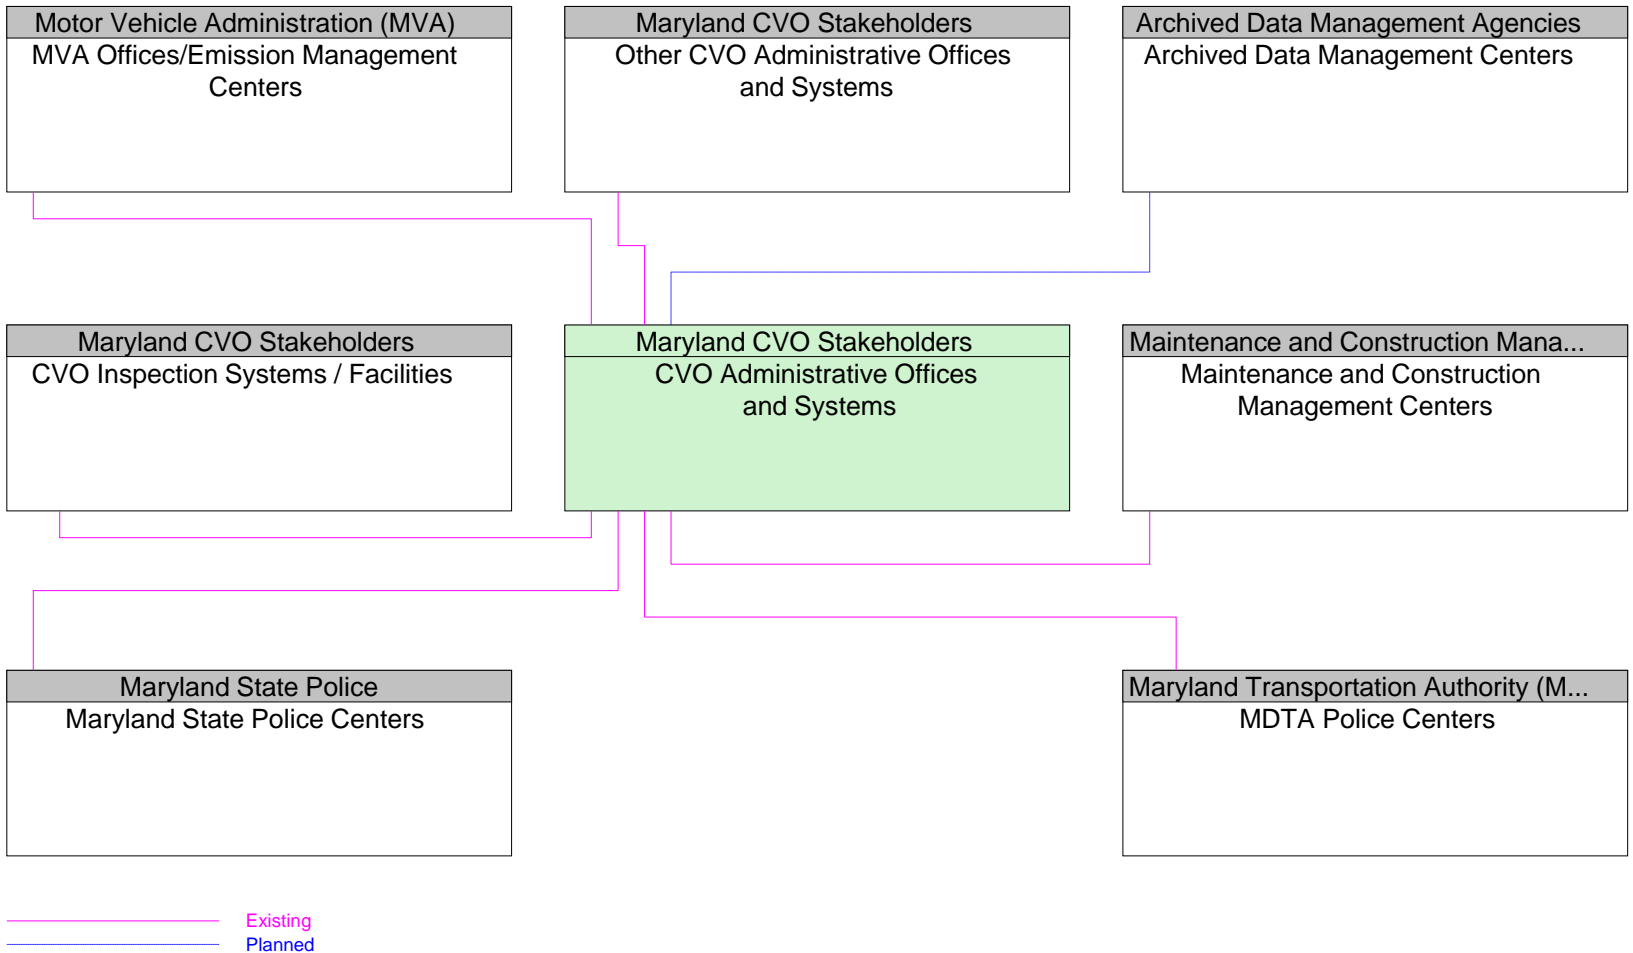 Motor Vehicle Administration (MVA)
MVA Offices/Emission Management
Centers
Maryland CVO Stakeholders
Other CVO Administrative Offices
and Systems
Archived Data Management Agencies
Archived Data Management Centers
Maryland CVO Stakeholders
CVO Inspection Systems / Facilities
Maryland CVO Stakeholders
CVO Administrative Offices
and Systems
Maintenance and Construction Mana...
Maintenance and Construction
Management Centers
Maryland State Police
Maryland State Police Centers
Maryland Transportation Authority (M...
MDTA Police Centers
Existing
Planned